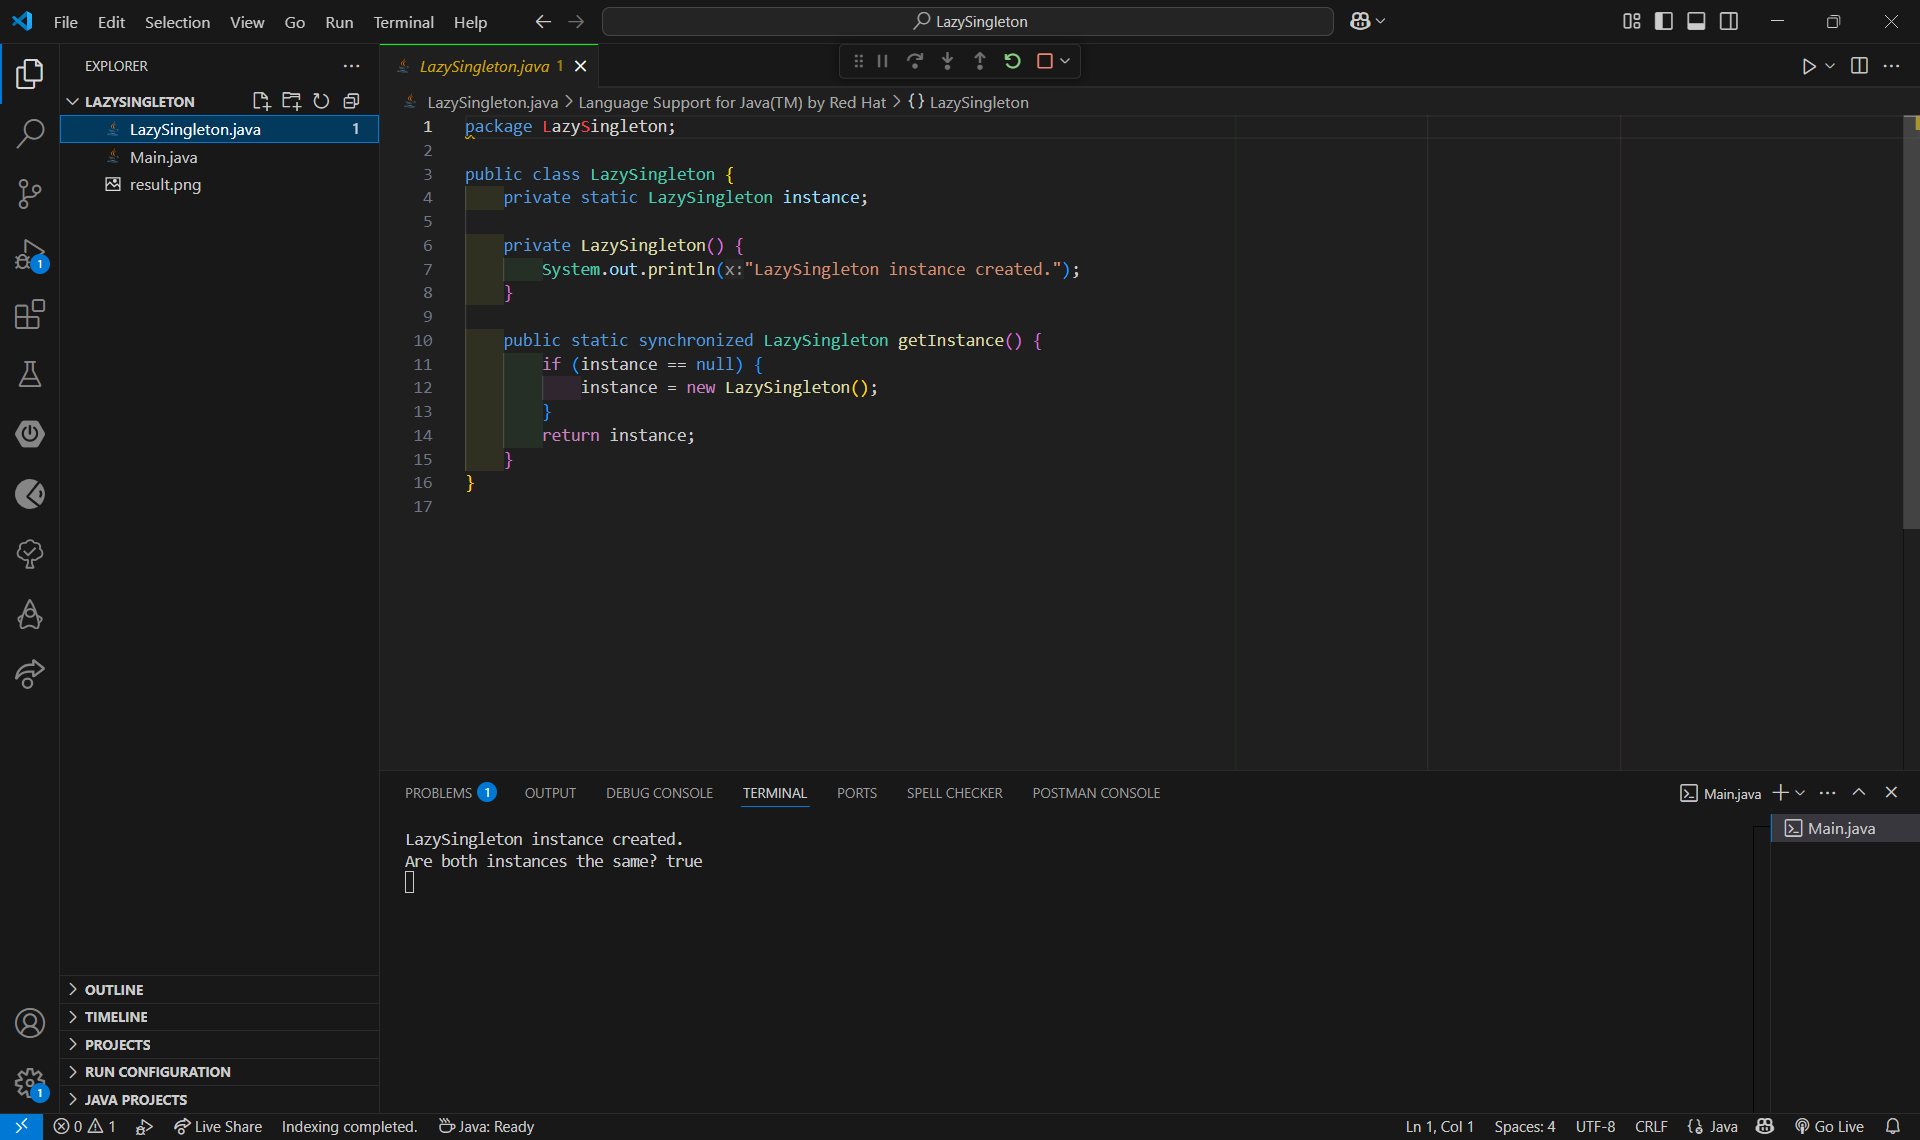 File Edit Selection View Go Run Terminal Help
LazySingleton
EXPLORER
LAZYSINGLETON
LazySingleton.java 1
Main.java
result.png
1
OUTLINE
TIMELINE
PROJECTS
RUN CONFIGURATION
JAVA PROJECTS
1
LazySingleton.java 1
LazySingleton.java > Language Support for Java(TM) by Red Hat > {} LazySingleton
1 package LazySingleton;
2
3 public class LazySingleton {
4     private static LazySingleton instance;
5
6     private LazySingleton() {
7         System.out.println(x:"LazySingleton instance created.");
8     }
9
10     public static synchronized LazySingleton getInstance() {
11         if (instance == null) {
12             instance = new LazySingleton();
13         }
14         return instance;
15     }
16 }
17
PROBLEMS 1 OUTPUT DEBUG CONSOLE TERMINAL PORTS SPELL CHECKER POSTMAN CONSOLE
Main.java
Main.java
LazySingleton instance created.
Are both instances the same? true
0 1 Live Share Indexing completed. Java: Ready
Ln 1, Col 1 Spaces: 4 UTF-8 CRLF {} Java Go Live